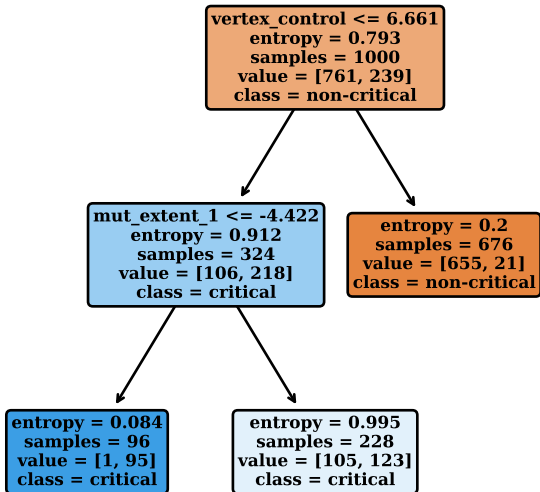 vertex_control <= 6.661
entropy = 0.793
samples = 1000
value = [761, 239]
class = non-critical
mut_extent_1 <= -4.422
entropy = 0.912
samples = 324
value = [106, 218]
class = critical
entropy = 0.2
samples = 676
value = [655, 21]
class = non-critical
entropy = 0.084
samples = 96
value = [1, 95]
class = critical
entropy = 0.995
samples = 228
value = [105, 123]
class = critical